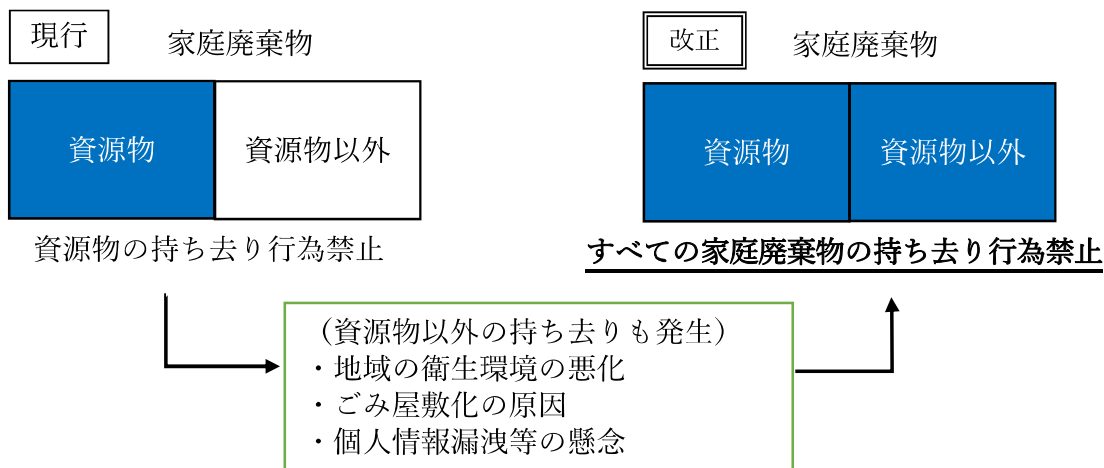 現行
家庭廃棄物
資源物
資源物以外
資源物の持ち去り行為禁止
改正
家庭廃棄物
資源物
資源物以外
すべての家庭廃棄物の持ち去り行為禁止
（資源物以外の持ち去りも発生）
・地域の衛生環境の悪化
・ごみ屋敷化の原因
・個人情報漏洩等の懸念